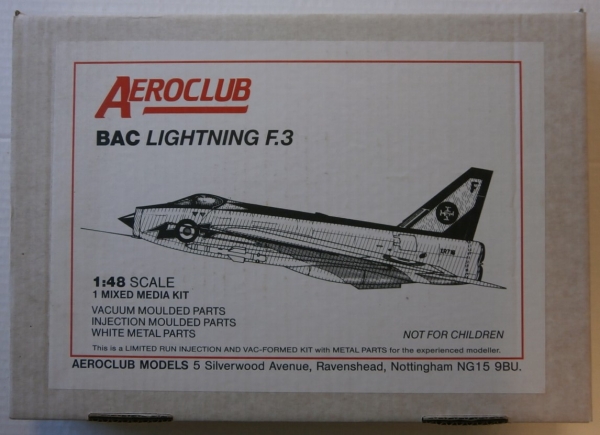 AEROCLUB
BAC LIGHTNING F.3
F
1:48 SCALE
1 MIXED MEDIA KIT
VACUUM MOULDED PARTS
INJECTION MOULDED PARTS
WHITE METAL PARTS
NOT FOR CHILDREN
This is a LIMITED RUN INJECTION AND VAC-FORMED KIT with METAL PARTS for the experienced modeller.
AEROCLUB MODELS 5 Silverwood Avenue, Ravenshead, Nottingham NG15 9BU.